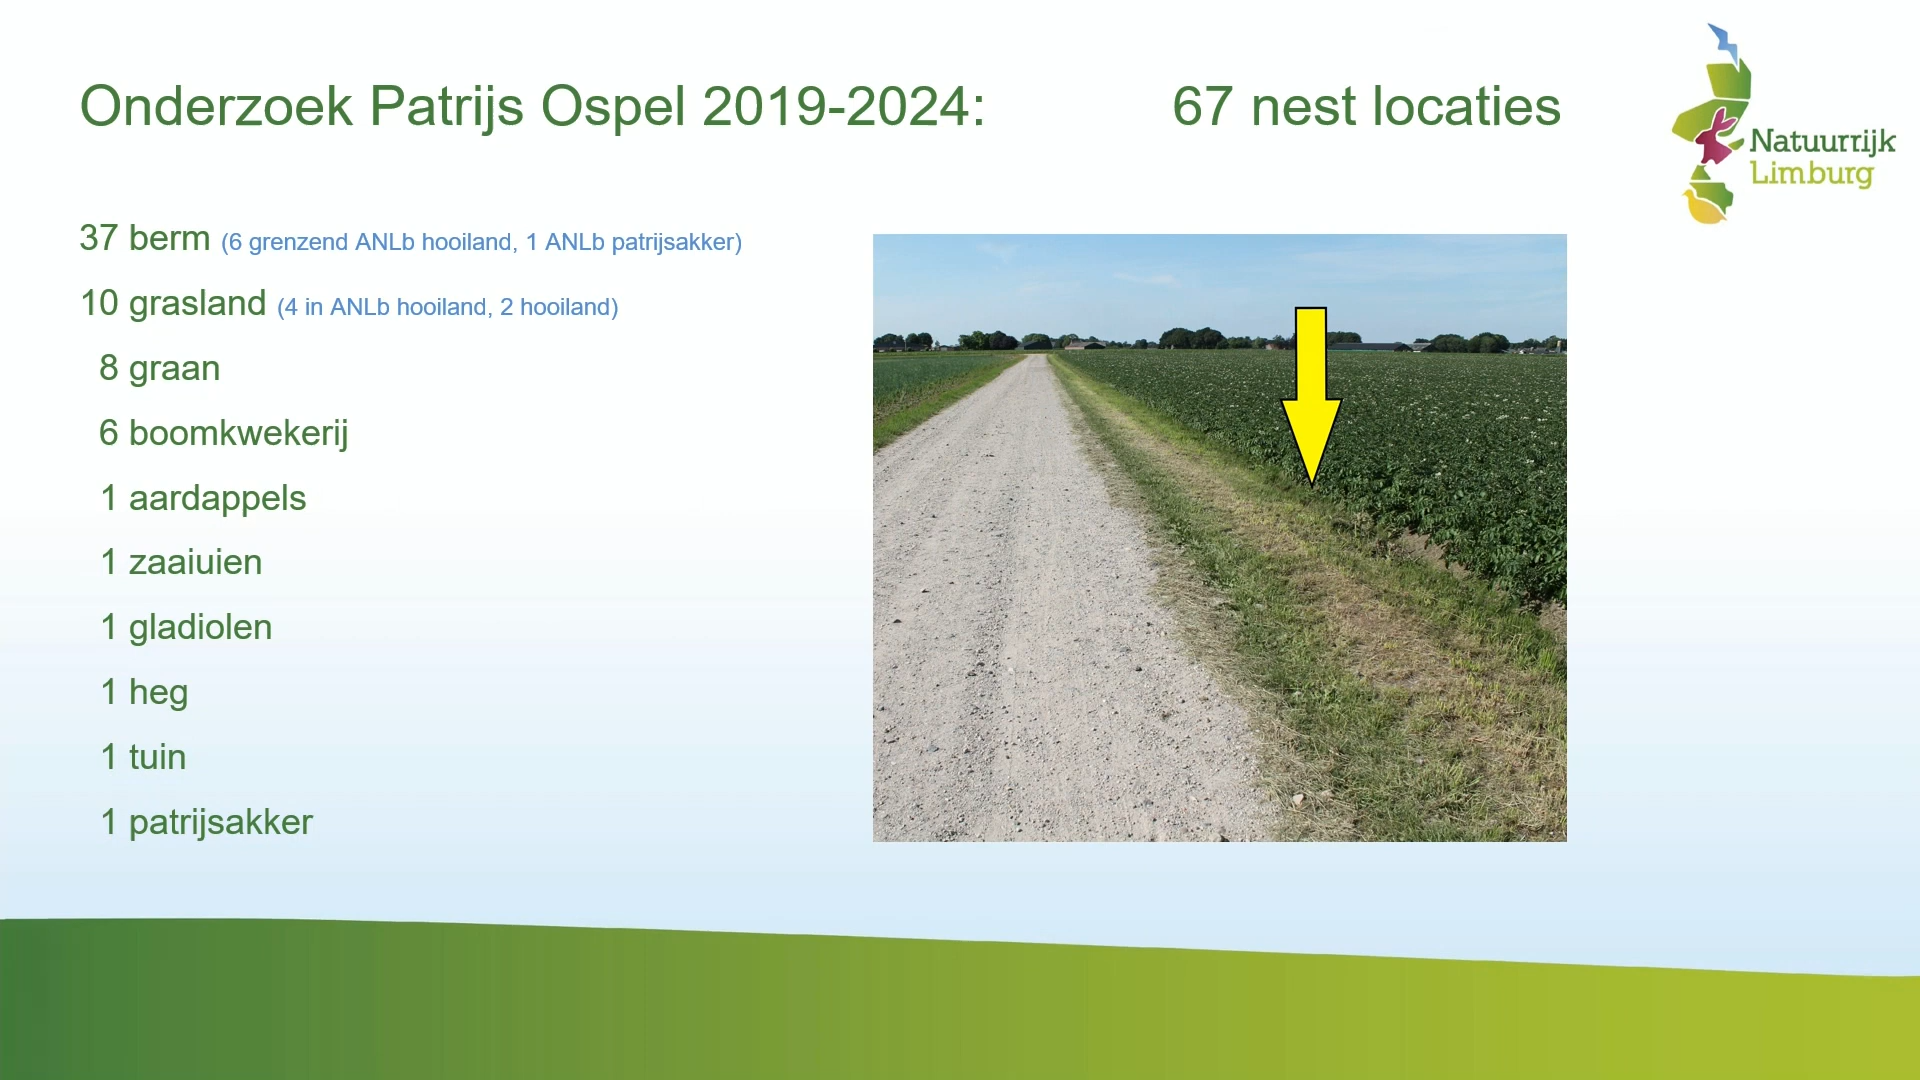 Onderzoek Patrijs Ospel 2019-2024: 67 nest locaties
Natuurrijk
Limburg
37 berm (6 grenzend ANLb hooiland, 1 ANLb patrijsakker)
10 grasland (4 in ANLb hooiland, 2 hooiland)
8 graan
6 boomkwekerij
1 aardappels
1 zaaiuien
1 gladiolen
1 heg
1 tuin
1 patrijsakker